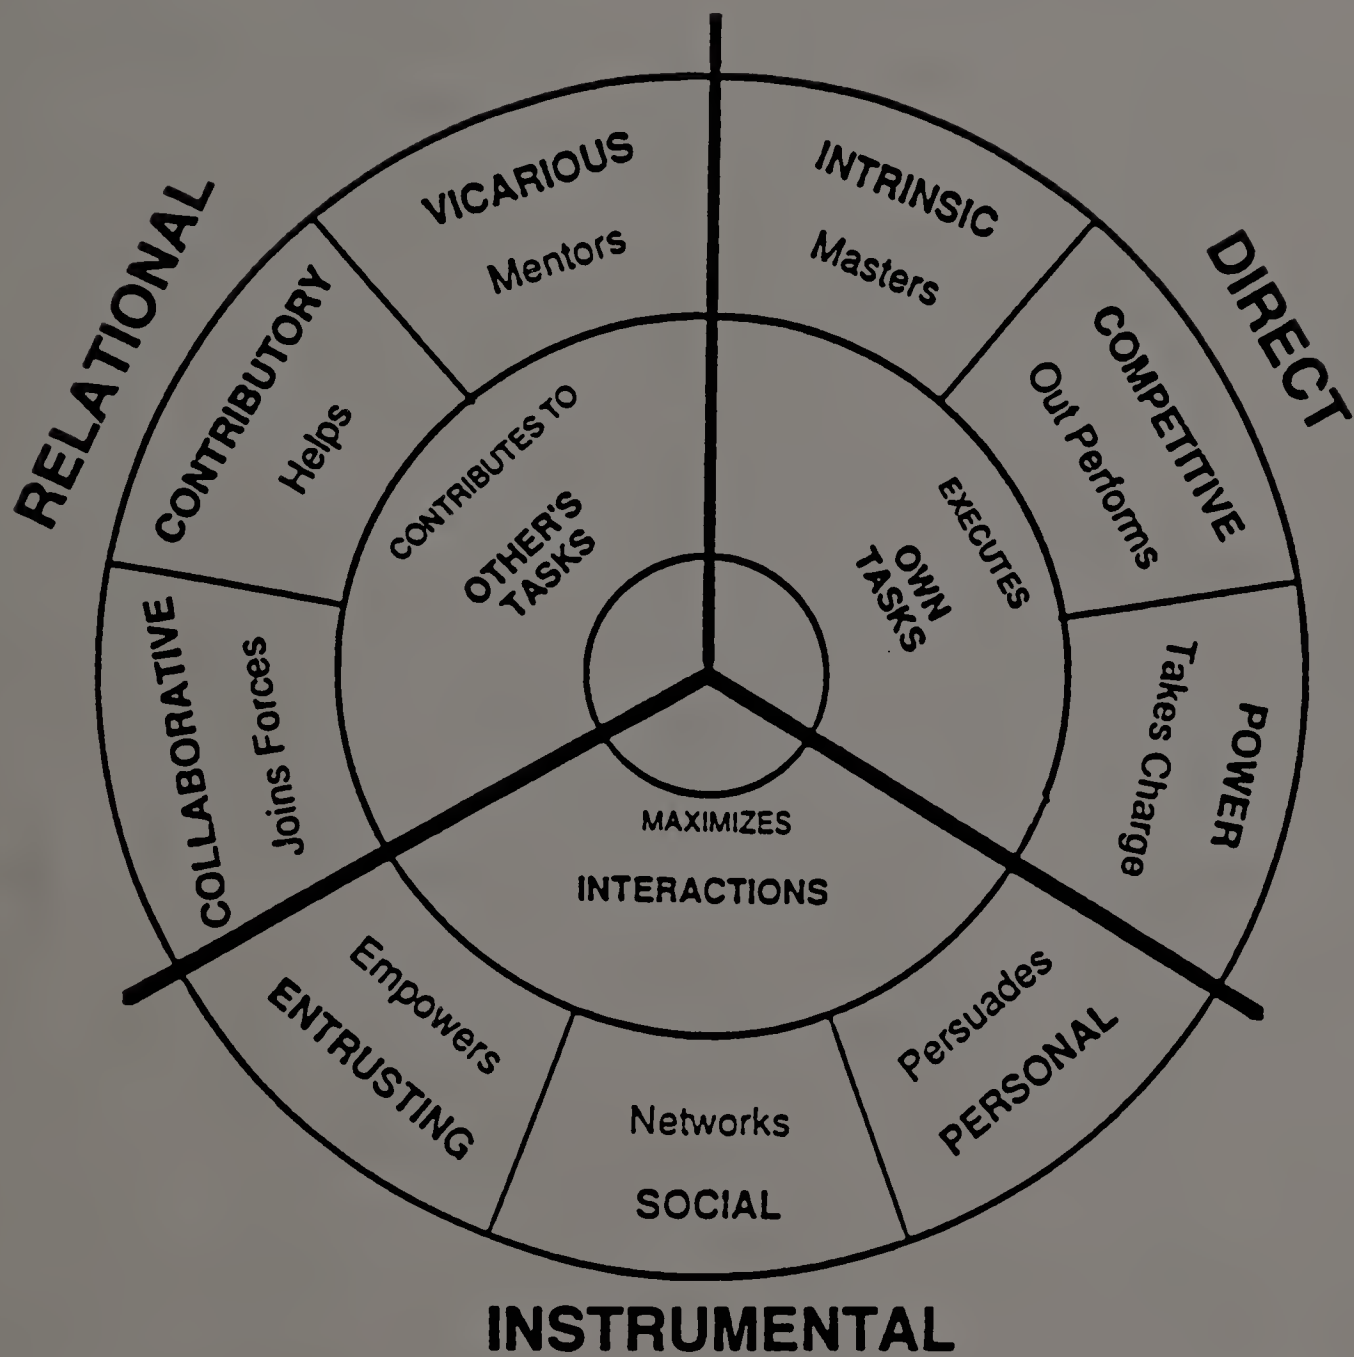 RELATIONAL
DIRECT
INSTRUMENTAL
VICARIOUS
Mentors
INTRINSIC
Masters
CONTRIBUTORY
Helps
COMPETITIVE
Out Performs
COLLABORATIVE
Joins Forces
POWER
Takes Charge
CONTRIBUTES TO
OTHER'S
TASKS
EXECUTES
OWN
TASKS
MAXIMIZES
INTERACTIONS
Empowers
ENTRUSTING
Networks
SOCIAL
Persuades
PERSONAL